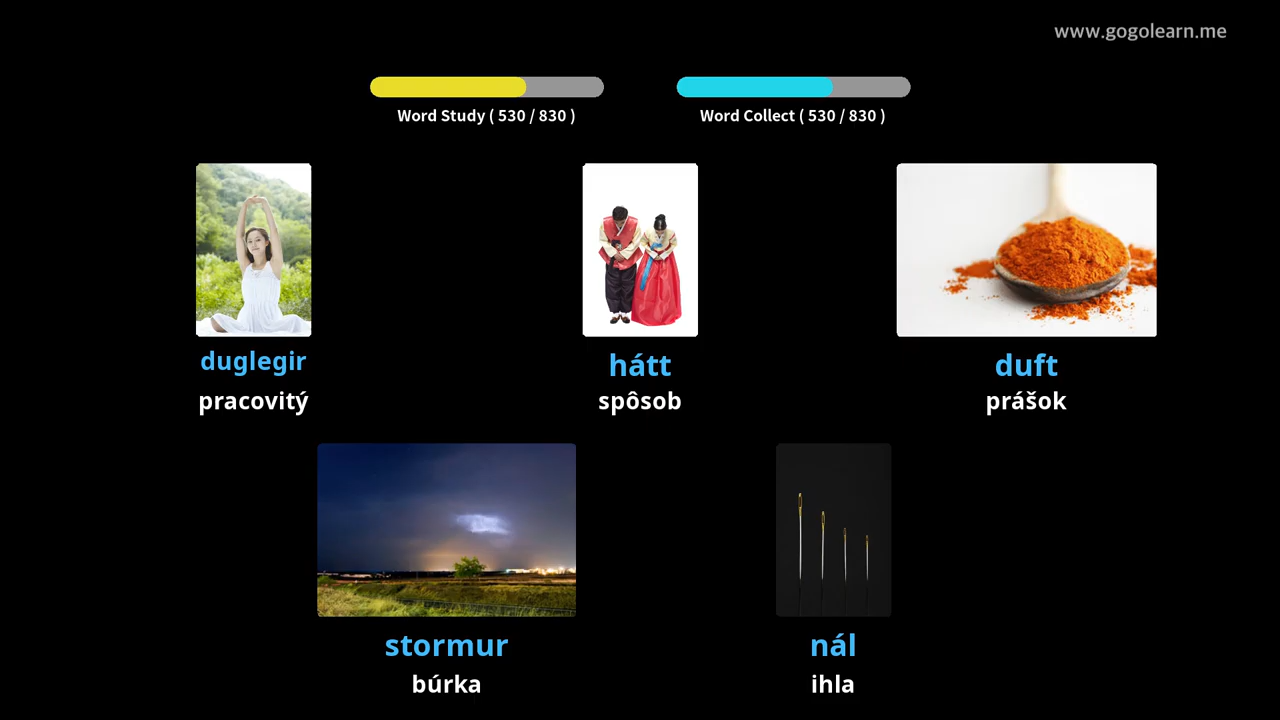 www.gogolearn.me
Word Study ( 530 / 830 )
Word Collect ( 530 / 830 )
duglegir
pracovitý
hátt
spôsob
duft
prášok
stormur
búrka
nál
ihla